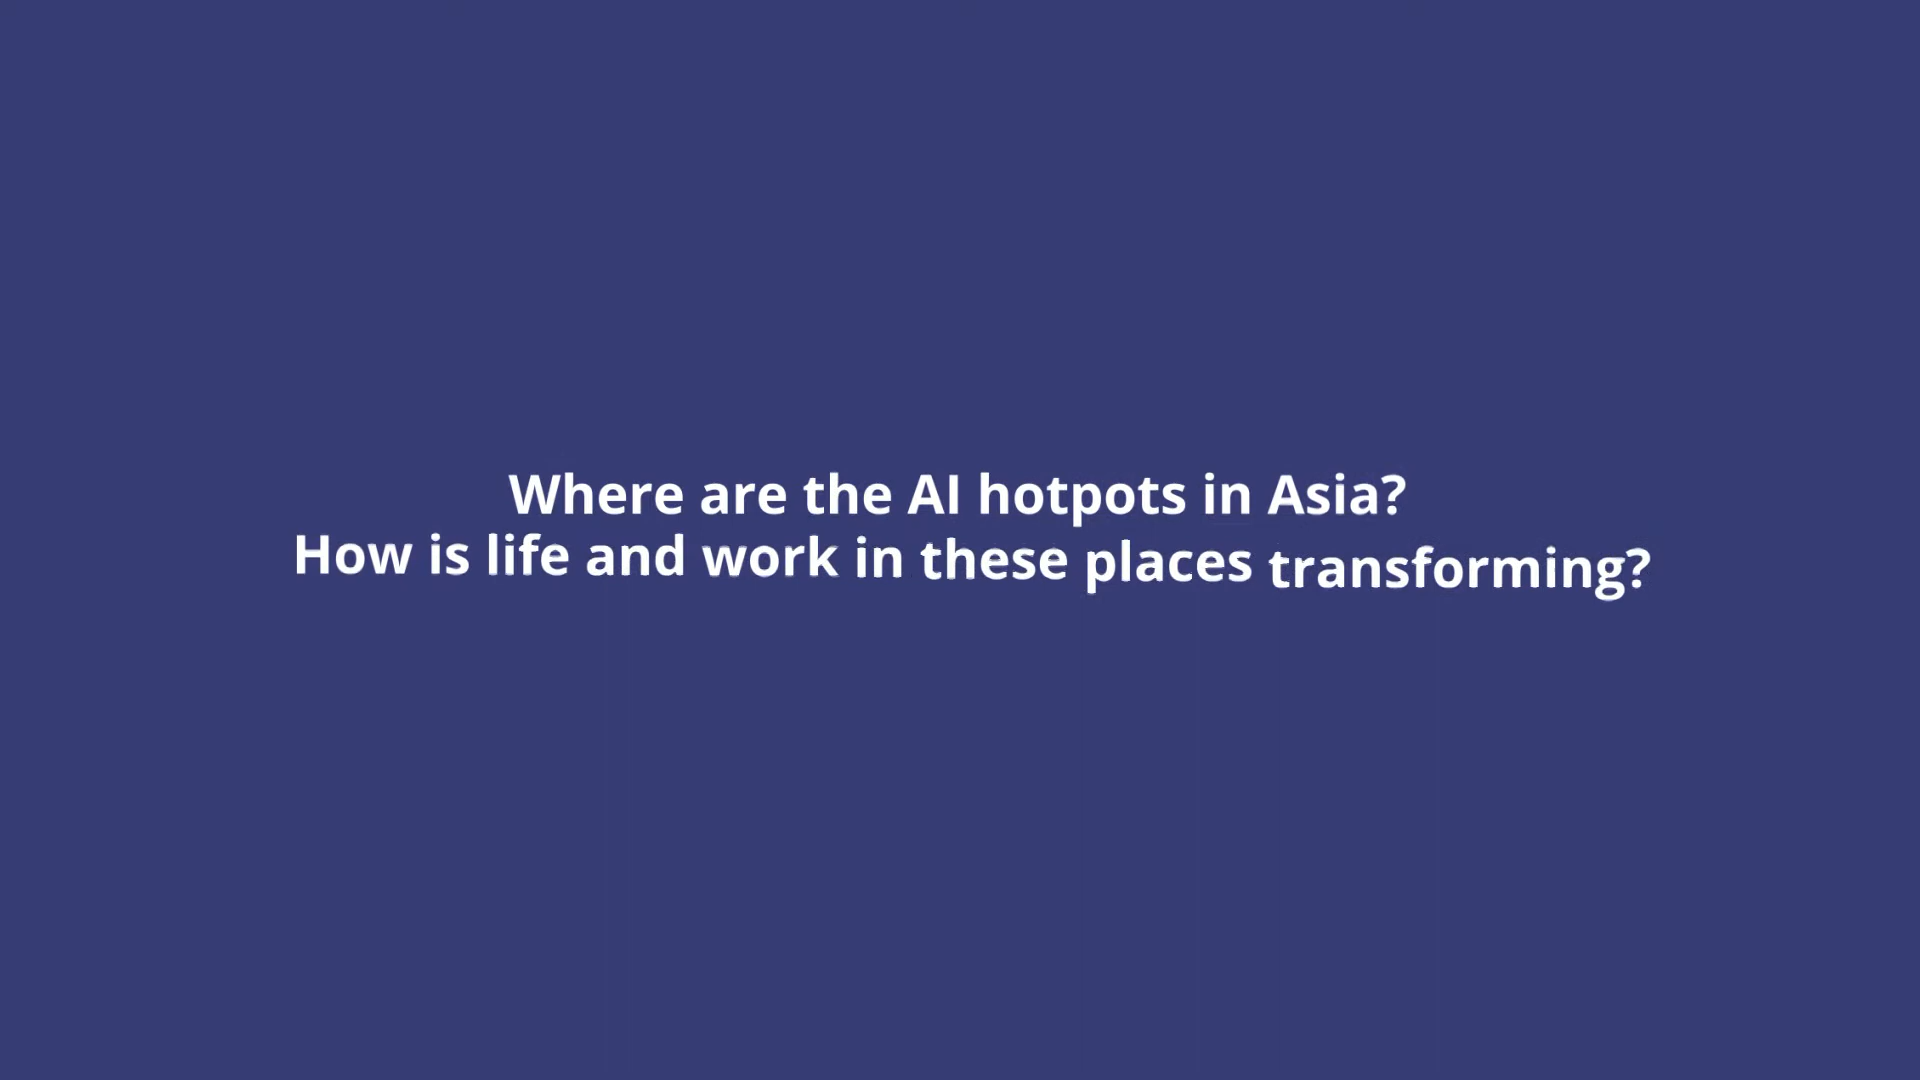 Where are the AI hotpots in Asia?
How is life and work in these places transforming?